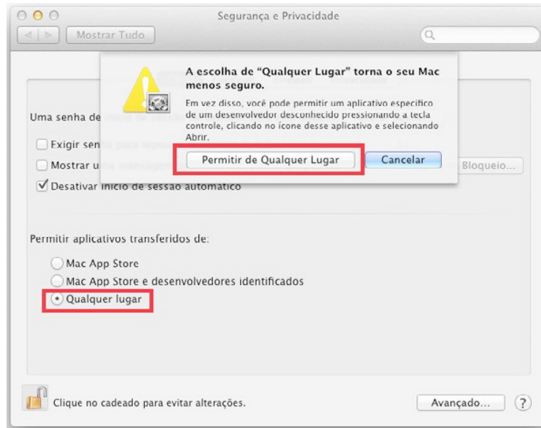 Segurança e Privacidade
Mostrar Tudo
A escolha de “Qualquer Lugar” torna o seu Mac
menos seguro.
Em vez disso, você pode permitir um aplicativo específico
de um desenvolvedor desconhecido pressionando a tecla
controle, clicando no ícone desse aplicativo e selecionando
Abrir.
Permitir de Qualquer Lugar
Cancelar
Uma senha de
Exigir
Mostrar
Bloqueio...
Desativar início de sessão automático
Permitir aplicativos transferidos de:
Mac App Store
Mac App Store e desenvolvedores identificados
Qualquer lugar
Clique no cadeado para evitar alterações.
Avançado...
?